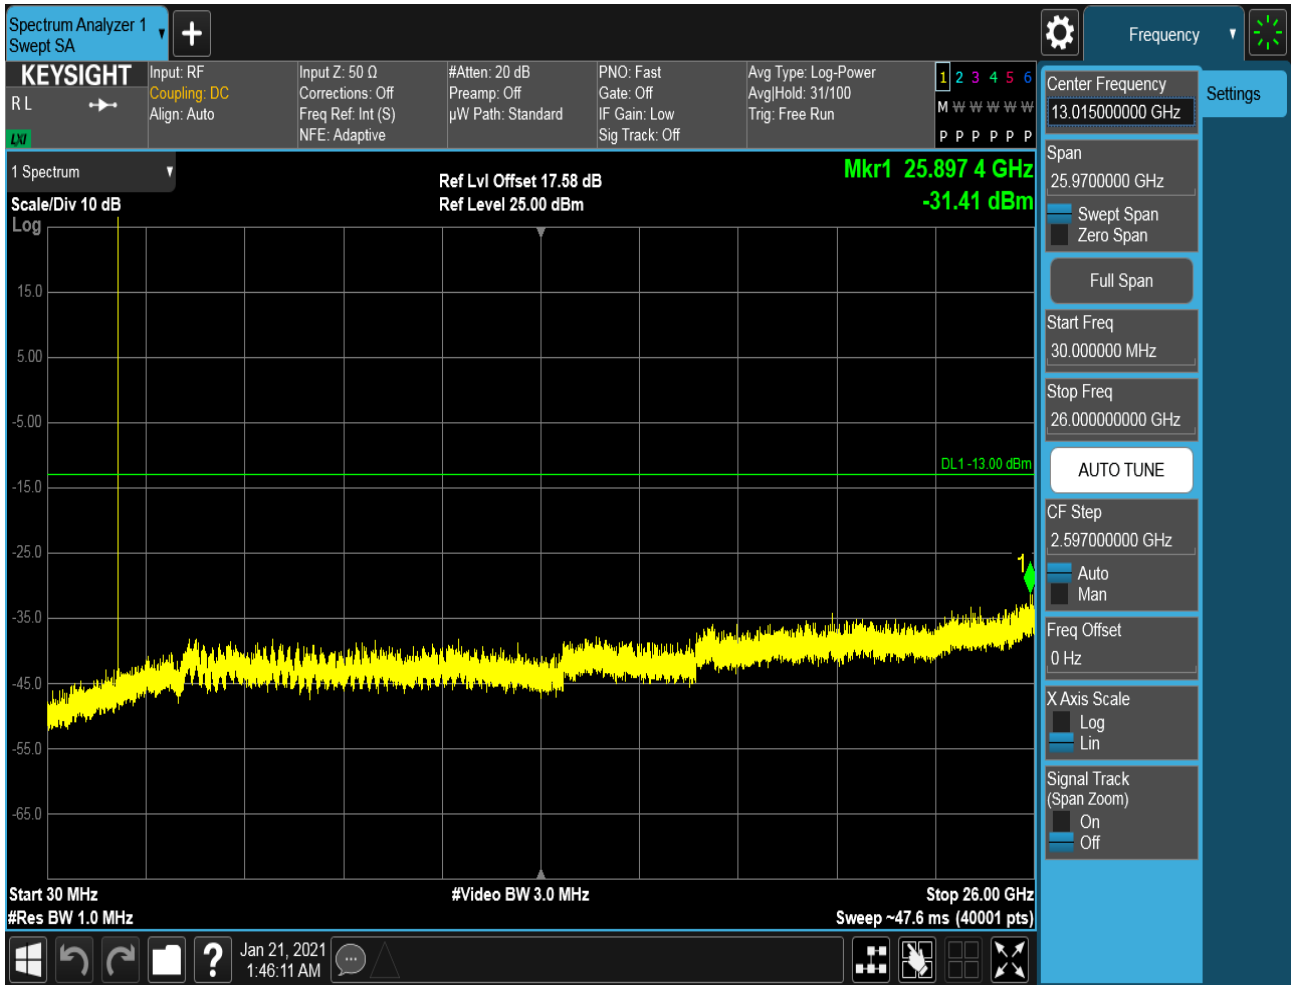 Spectrum Analyzer 1
Swept SA
Frequency
KEYSIGHT
R L
LXI
Input: RF
Coupling: DC
Align: Auto
Input Z: 50 Ω
Corrections: Off
Freq Ref: Int (S)
NFE: Adaptive
#Atten: 20 dB
Preamp: Off
µW Path: Standard
PNO: Fast
Gate: Off
IF Gain: Low
Sig Track: Off
Avg Type: Log-Power
Avg|Hold: 31/100
Trig: Free Run
1 2 3 4 5 6
M W W W W W
P P P P P P
1 Spectrum
Scale/Div 10 dB
Log
Ref Lvl Offset 17.58 dB
Ref Level 25.00 dBm
Mkr1 25.897 4 GHz
-31.41 dBm
15.0
5.00
-5.00
-15.0
-25.0
-35.0
-45.0
-55.0
-65.0
DL1 -13.00 dBm
1
Start 30 MHz
#Res BW 1.0 MHz
#Video BW 3.0 MHz
Stop 26.00 GHz
Sweep ~47.6 ms (40001 pts)
Center Frequency
13.015000000 GHz
Settings
Span
25.9700000 GHz
Swept Span
Zero Span
Full Span
Start Freq
30.000000 MHz
Stop Freq
26.000000000 GHz
AUTO TUNE
CF Step
2.597000000 GHz
Auto
Man
Freq Offset
0 Hz
X Axis Scale
Log
Lin
Signal Track
(Span Zoom)
On
Off
?
Jan 21, 2021
1:46:11 AM